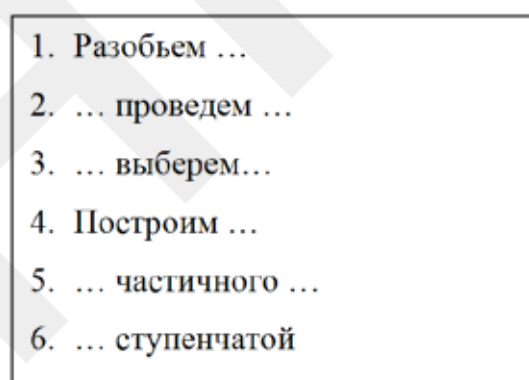 1. Разобьем …
2. … проведем …
3. … выберем…
4. Построим …
5. … частичного …
6. … ступенчатой